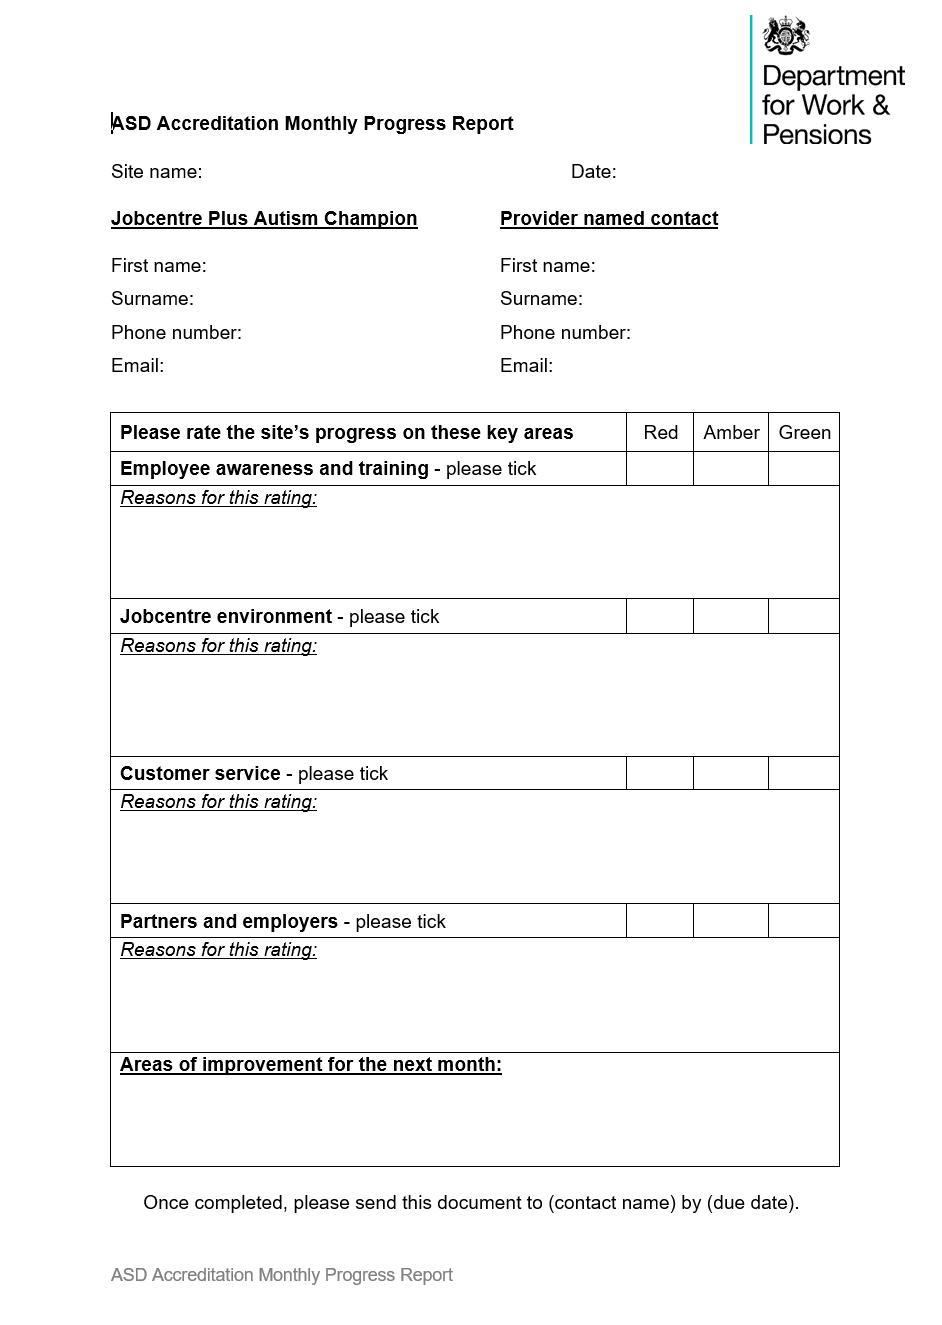 Department
for Work &
Pensions
ASD Accreditation Monthly Progress Report
Site name: Date:
Jobcentre Plus Autism Champion Provider named contact
First name: First name:
Surname: Surname:
Phone number: Phone number:
Email: Email:
Please rate the site’s progress on these key areas Red Amber Green
Employee awareness and training - please tick
Reasons for this rating:
Jobcentre environment - please tick
Reasons for this rating:
Customer service - please tick
Reasons for this rating:
Partners and employers - please tick
Reasons for this rating:
Areas of improvement for the next month:
Once completed, please send this document to (contact name) by (due date).
ASD Accreditation Monthly Progress Report